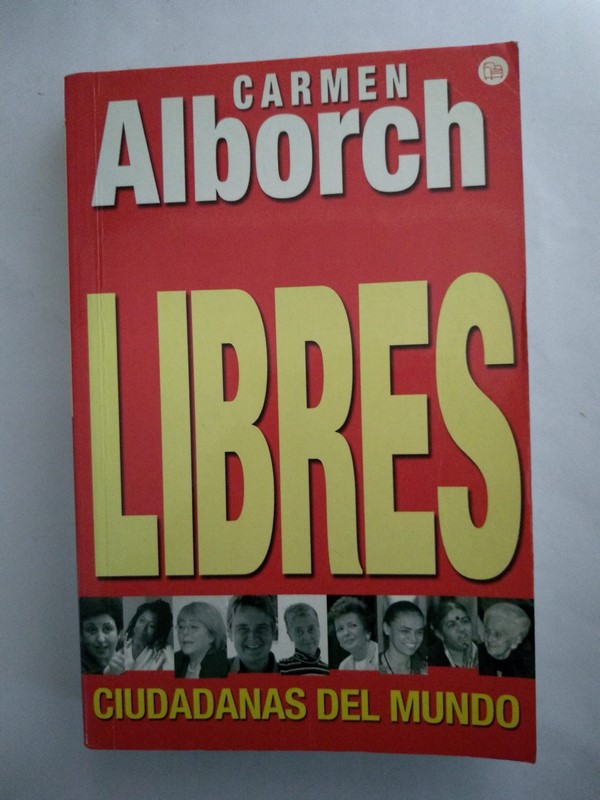 CARMEN
Alborch
LIBRES
CIUDADANAS DEL MUNDO